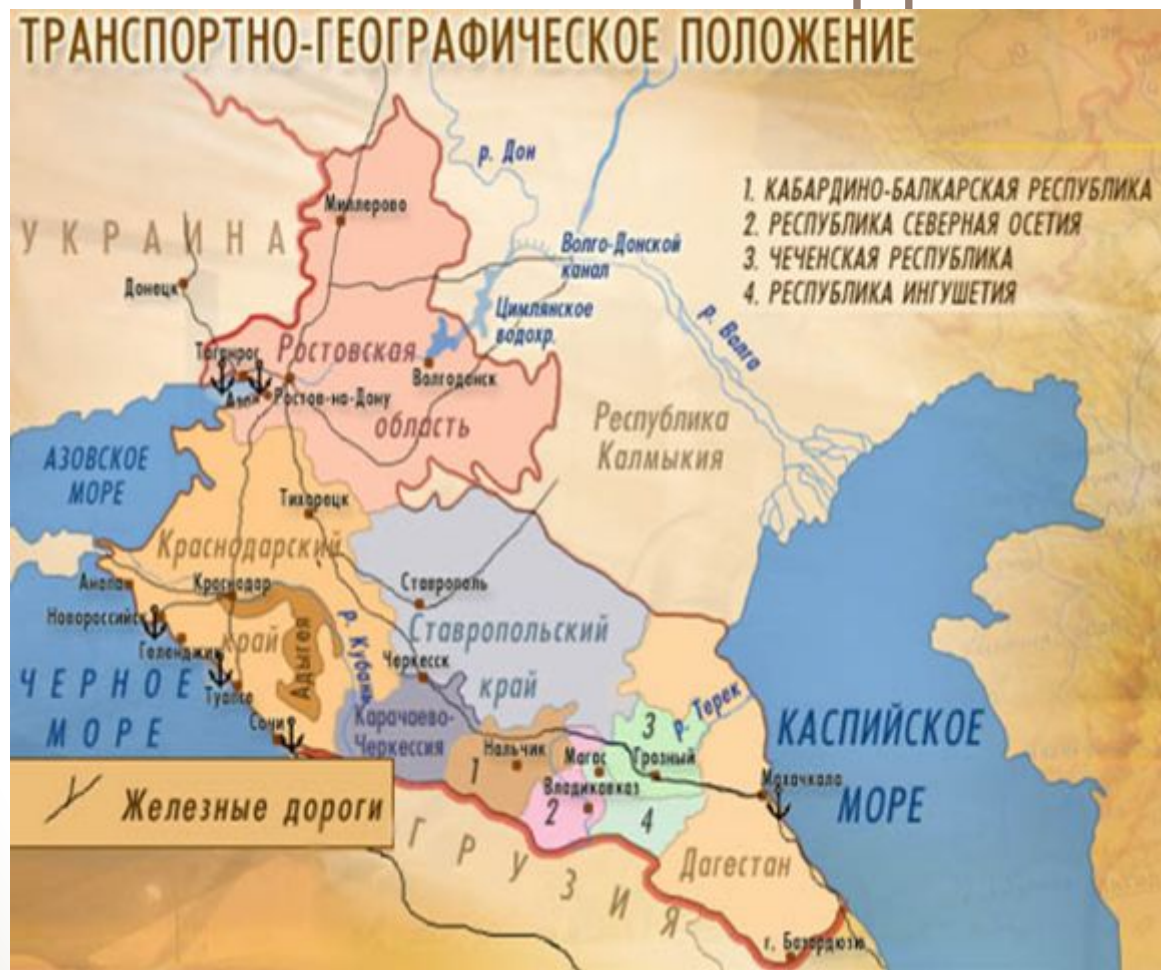 ТРАНСПОРТНО-ГЕОГРАФИЧЕСКОЕ ПОЛОЖЕНИЕ
р. Дон
1. КАБАРДИНО-БАЛКАРСКАЯ РЕСПУБЛИКА
2. РЕСПУБЛИКА СЕВЕРНАЯ ОСЕТИЯ
3. ЧЕЧЕНСКАЯ РЕСПУБЛИКА
4. РЕСПУБЛИКА ИНГУШЕТИЯ
УКРАИНА
Миллерово
Волго-Донской
канал
Донецк
Цимлянское
водохр.
р. Волга
Таганрог
Ростовская
область
Волгодонск
Азов
Ростов-на-Дону
Республика
Калмыкия
АЗОВСКОЕ
МОРЕ
Тихорецк
Краснодарский
край
Анапа
Краснодар
Ставрополь
Новороссийск
Ставропольский
край
Геленджик
Адыгея
р. Кубань
Черкесск
ЧЕРНОЕ
МОРЕ
Туапсе
Сочи
Карачаево-
Черкессия
3
р. Терек
КАСПИЙСКОЕ
МОРЕ
1
Нальчик
Магас
Грозный
Махачкала
Владикавказ
2
4
Железные дороги
ГРУЗИЯ
Дагестан
г. Базардюзю